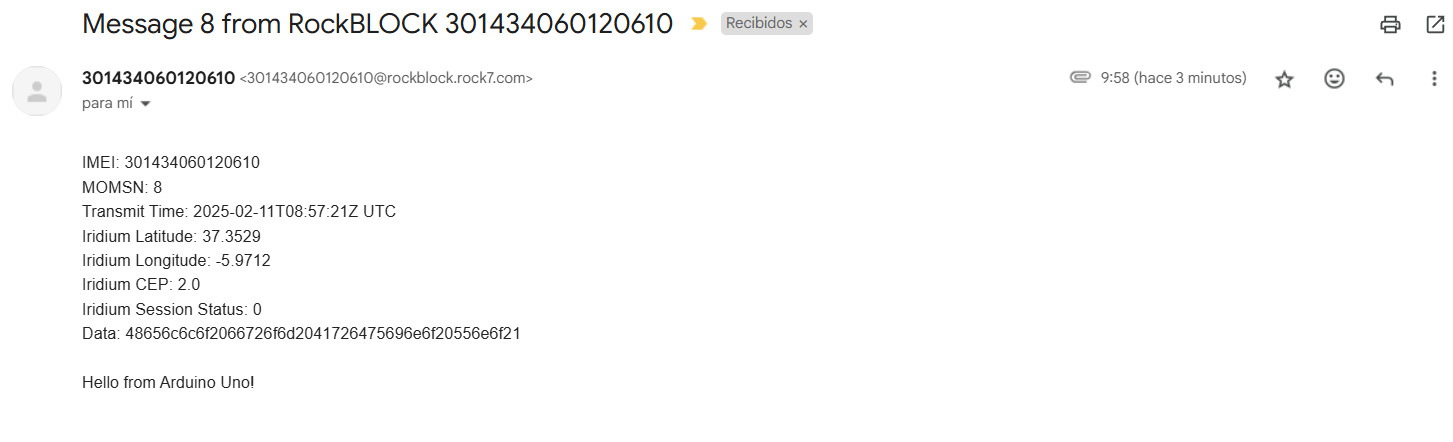 Message 8 from RockBLOCK 301434060120610 Recibidos ×
301434060120610 <301434060120610@rockblock.rock7.com> 9:58 (hace 3 minutos)
para mí
IMEI: 301434060120610
MOMSN: 8
Transmit Time: 2025-02-11T08:57:21Z UTC
Iridium Latitude: 37.3529
Iridium Longitude: -5.9712
Iridium CEP: 2.0
Iridium Session Status: 0
Data: 48656c6c6f2066726f6d2041726475696e6f20556e6f21
Hello from Arduino Uno!